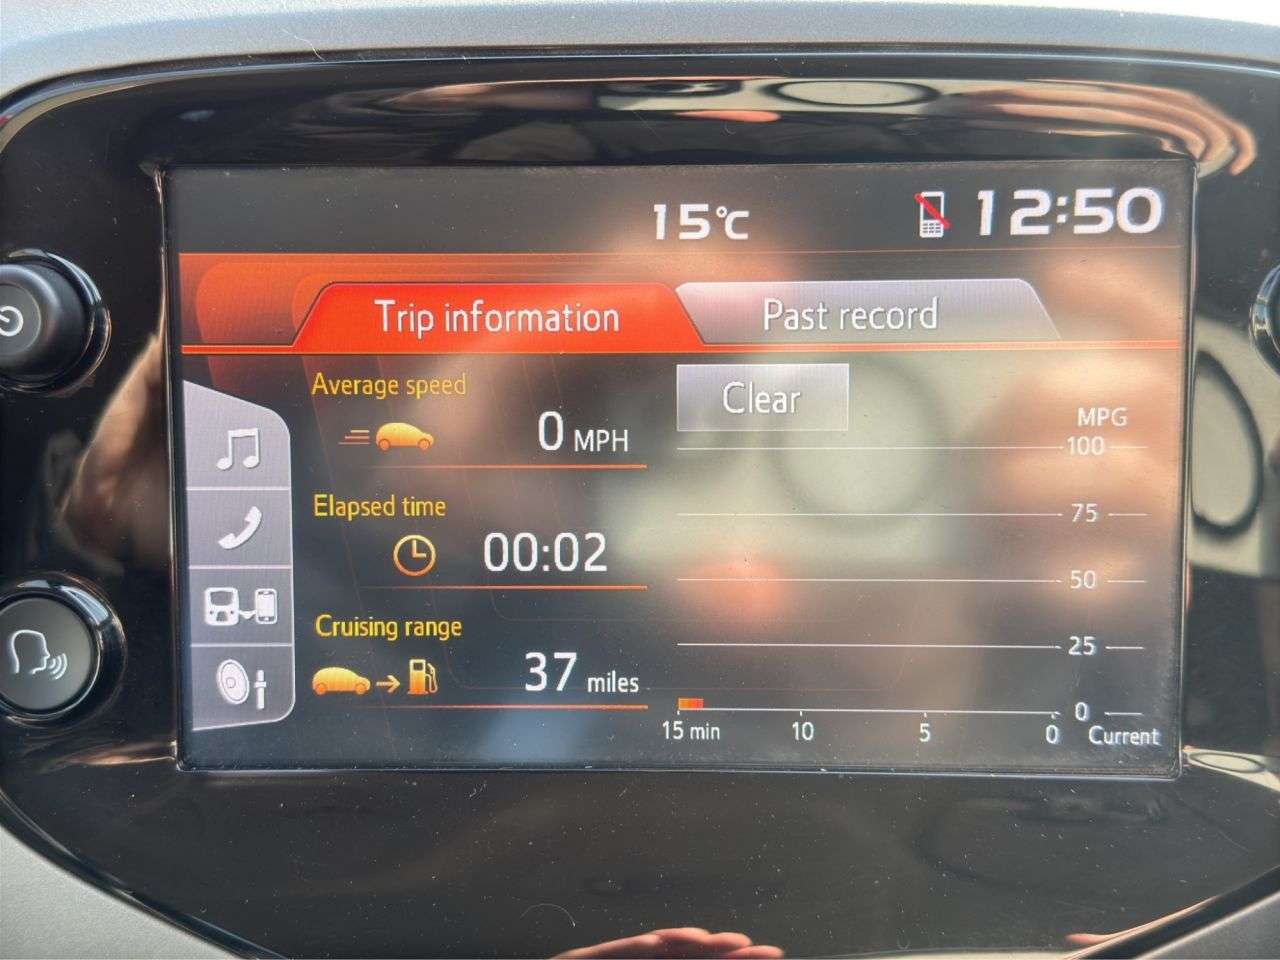 15°C 12:50
Trip information Past record
Average speed Clear
0 MPH MPG
100
Elapsed time 75
00:02 50
Cruising range 25
37 miles 0
15 min 10 5 0 Current